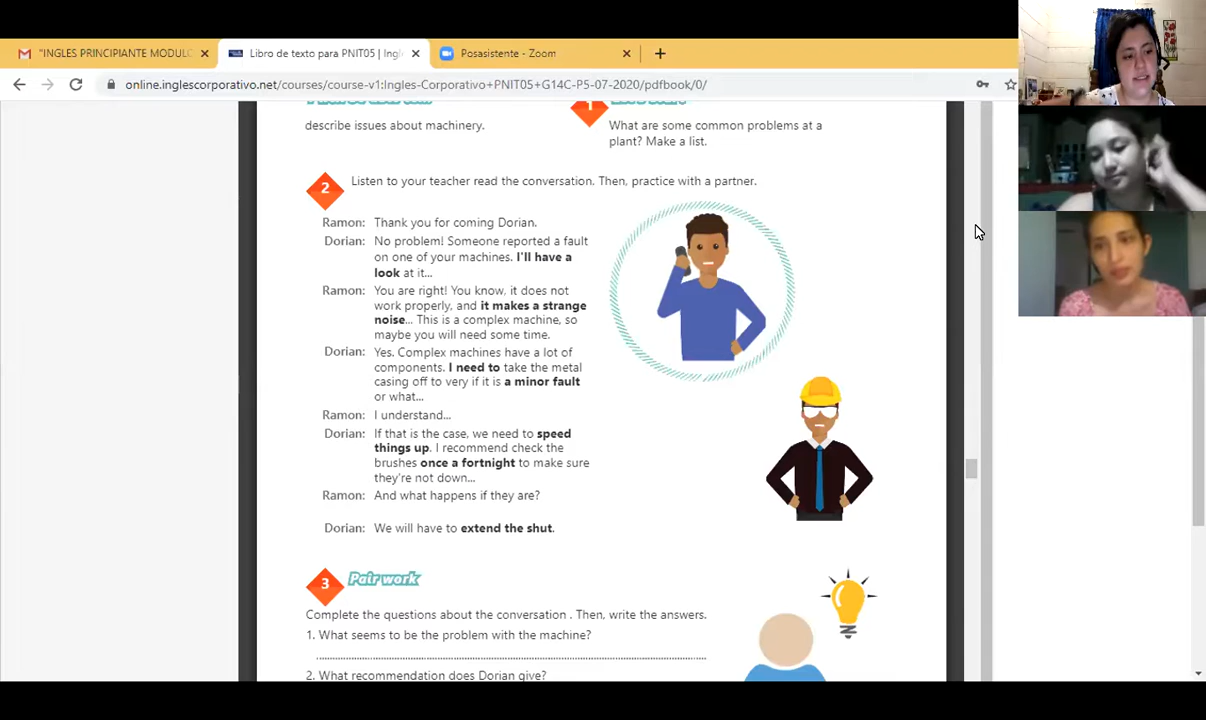 "INGLES PRINCIPIANTE MODUL
Libro de texto para PNIT05 | Ing
Posasistente - Zoom
online.inglescorporativo.net/courses/course-v1:Ingles-Corporativo+PNIT05+G14C-P5-07-2020/pdfbook/0/
describe issues about machinery.
1
What are some common problems at a
plant? Make a list.
2
Listen to your teacher read the conversation. Then, practice with a partner.
Ramon: Thank you for coming Dorian.
Dorian: No problem! Someone reported a fault
on one of your machines. I'll have a
look at it...
Ramon: You are right! You know, it does not
work properly, and it makes a strange
noise... This is a complex machine, so
maybe you will need some time.
Dorian: Yes. Complex machines have a lot of
components. I need to take the metal
casing off to very if it is a minor fault
or what...
Ramon: I understand...
Dorian: If that is the case, we need to speed
things up. I recommend check the
brushes once a fortnight to make sure
they're not down...
Ramon: And what happens if they are?
Dorian: We will have to extend the shut.
3
Pair work
Complete the questions about the conversation . Then, write the answers.
1. What seems to be the problem with the machine?
2. What recommendation does Dorian give?